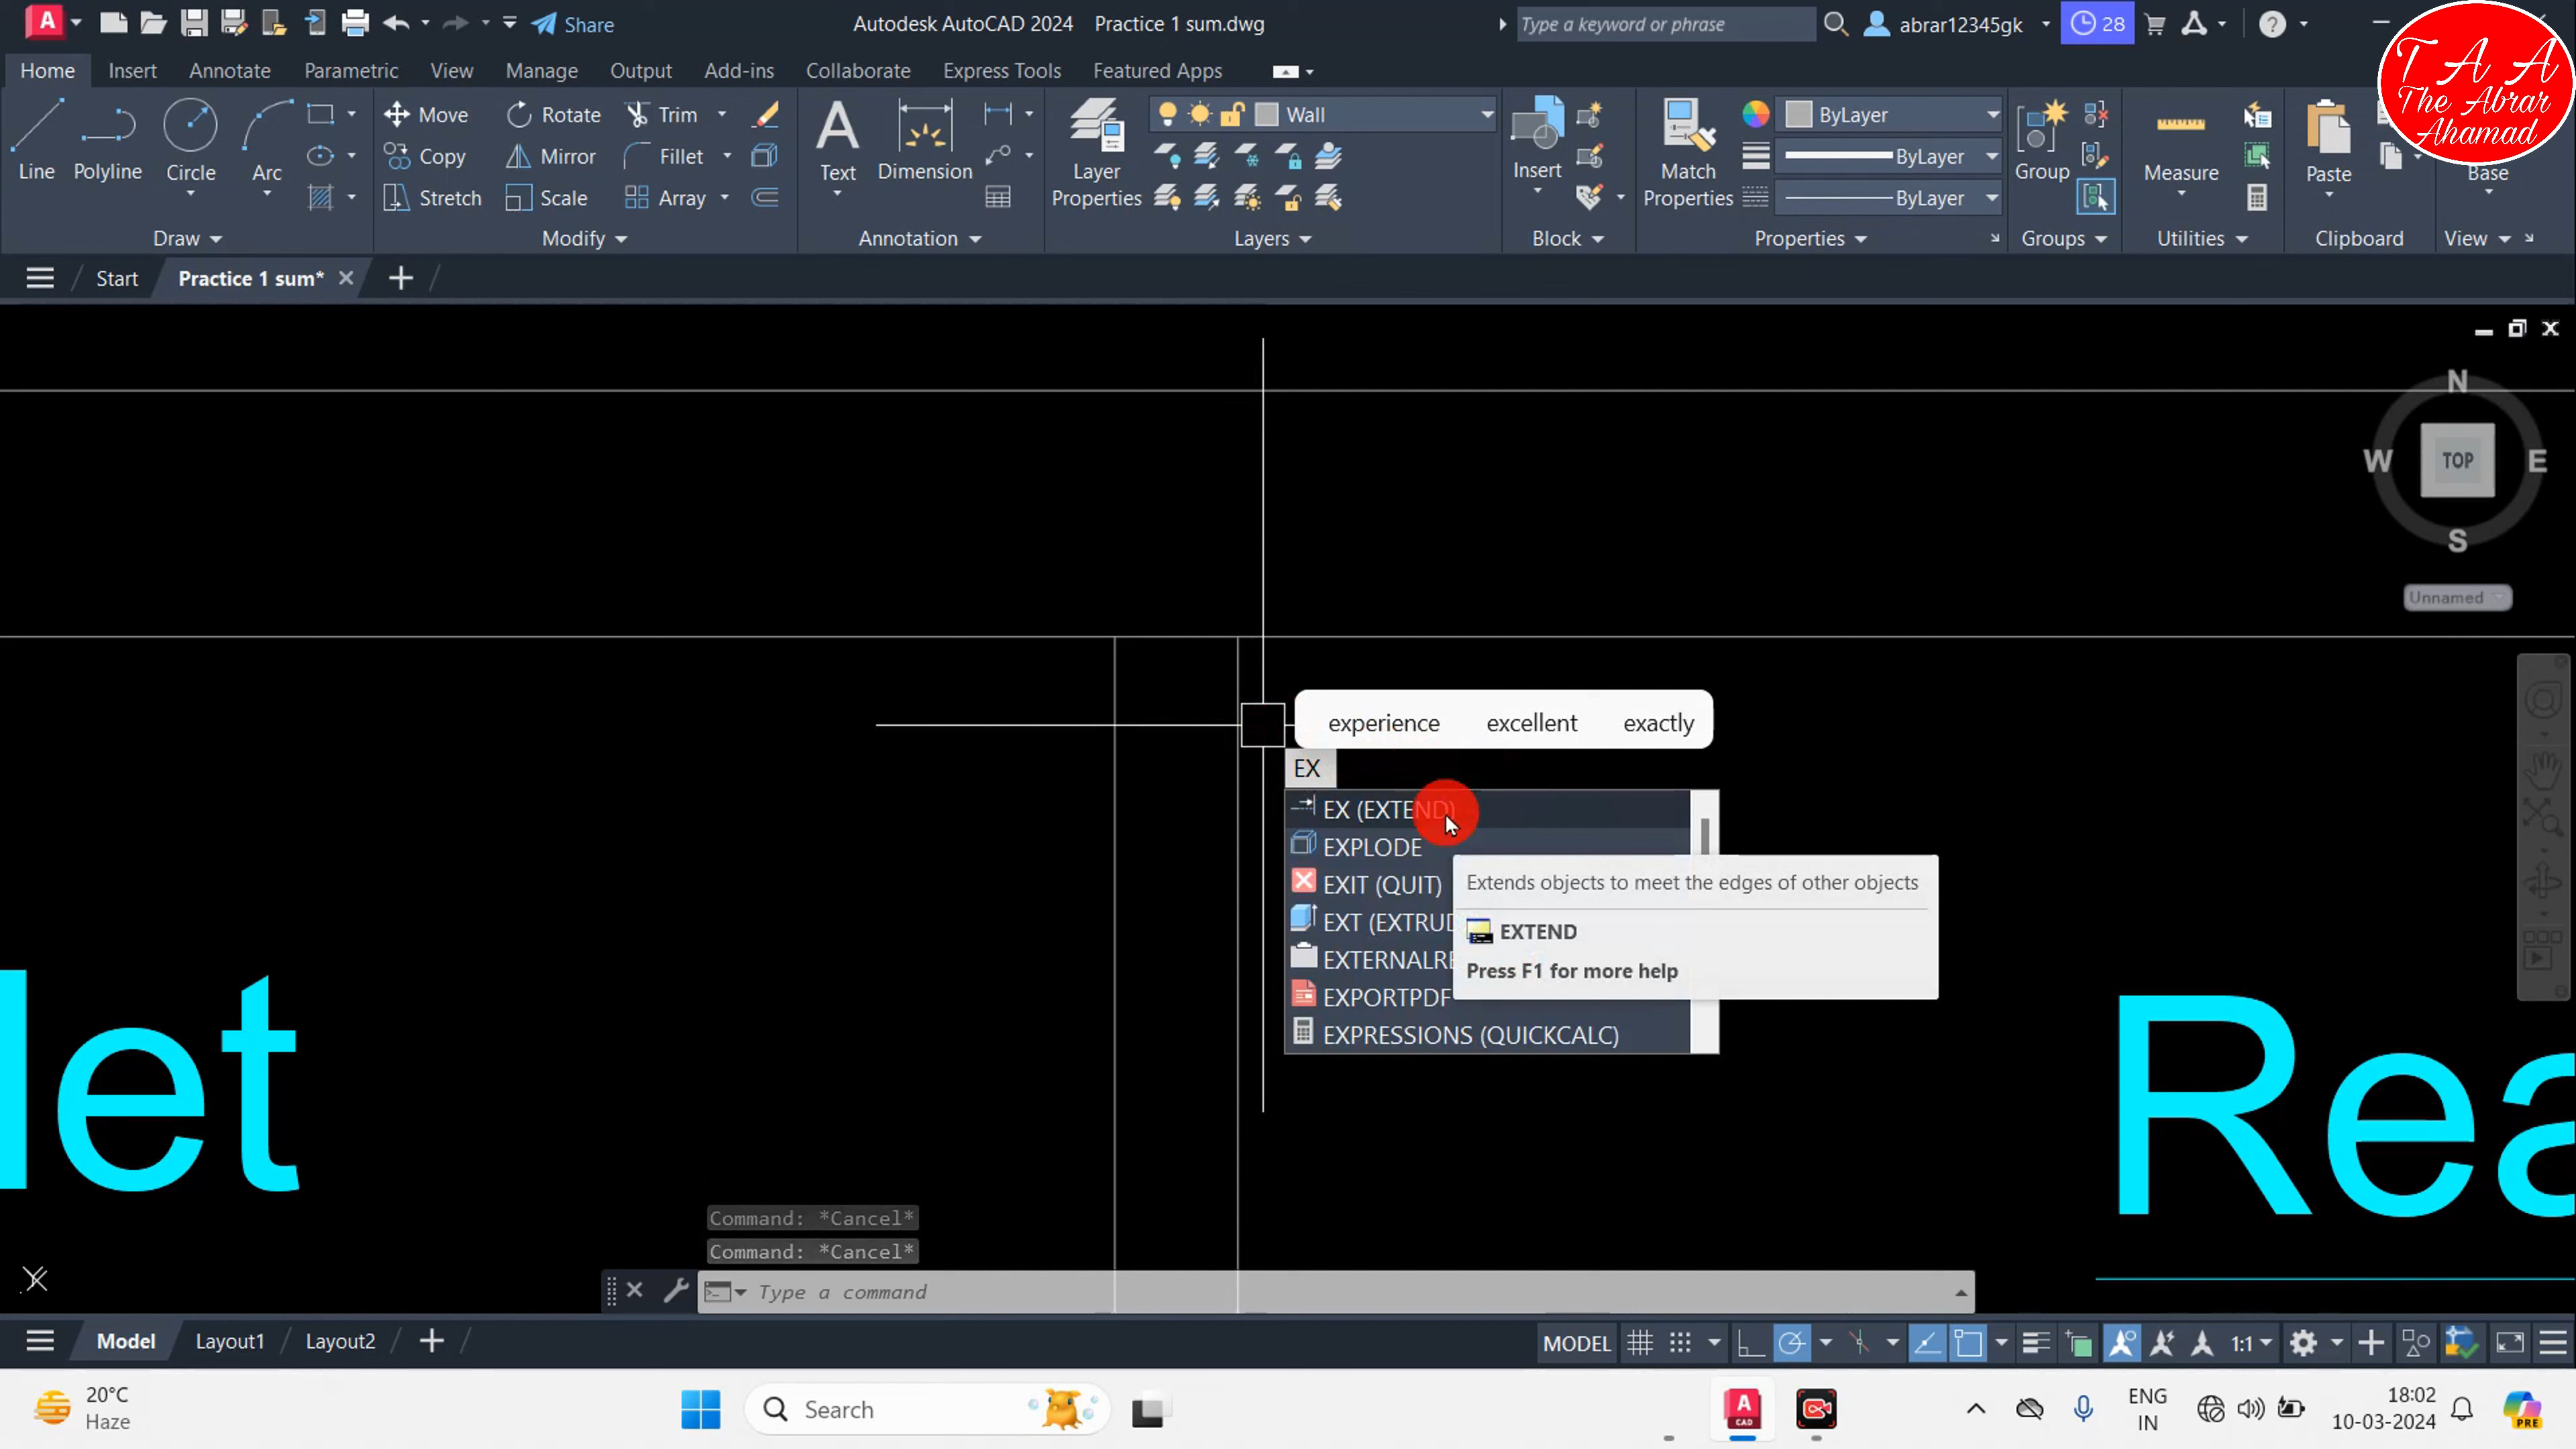 Share
Autodesk AutoCAD 2024 Practice 1 sum.dwg
Type a keyword or phrase
abrar12345gk
28
T A A
The Abrar
Ahamad
Home Insert Annotate Parametric View Manage Output Add-ins Collaborate Express Tools Featured Apps
Line Polyline Circle Arc
Move Rotate Trim
Copy Mirror Fillet
Stretch Scale Array
Text Dimension
Layer
Properties
Wall
Insert
Match
Properties
ByLayer
ByLayer
ByLayer
Group
Measure
Paste
Base
Draw Modify Annotation Layers Block Properties Groups Utilities Clipboard View
Start Practice 1 sum*
N
W TOP E
S
Unnamed
experience excellent exactly
EX
EX (EXTEND)
EXPLODE
EXIT (QUIT)
EXT (EXTRUD
EXTERNALRE
EXPORTPDF
EXPRESSIONS (QUICKCALC)
Extends objects to meet the edges of other objects
EXTEND
Press F1 for more help
let
Rea
Command: *Cancel*
Command: *Cancel*
Type a command
Model Layout1 Layout2
MODEL
1:1
20°C
Haze
Search
A
CAD
ENG
IN
18:02
10-03-2024
PRE